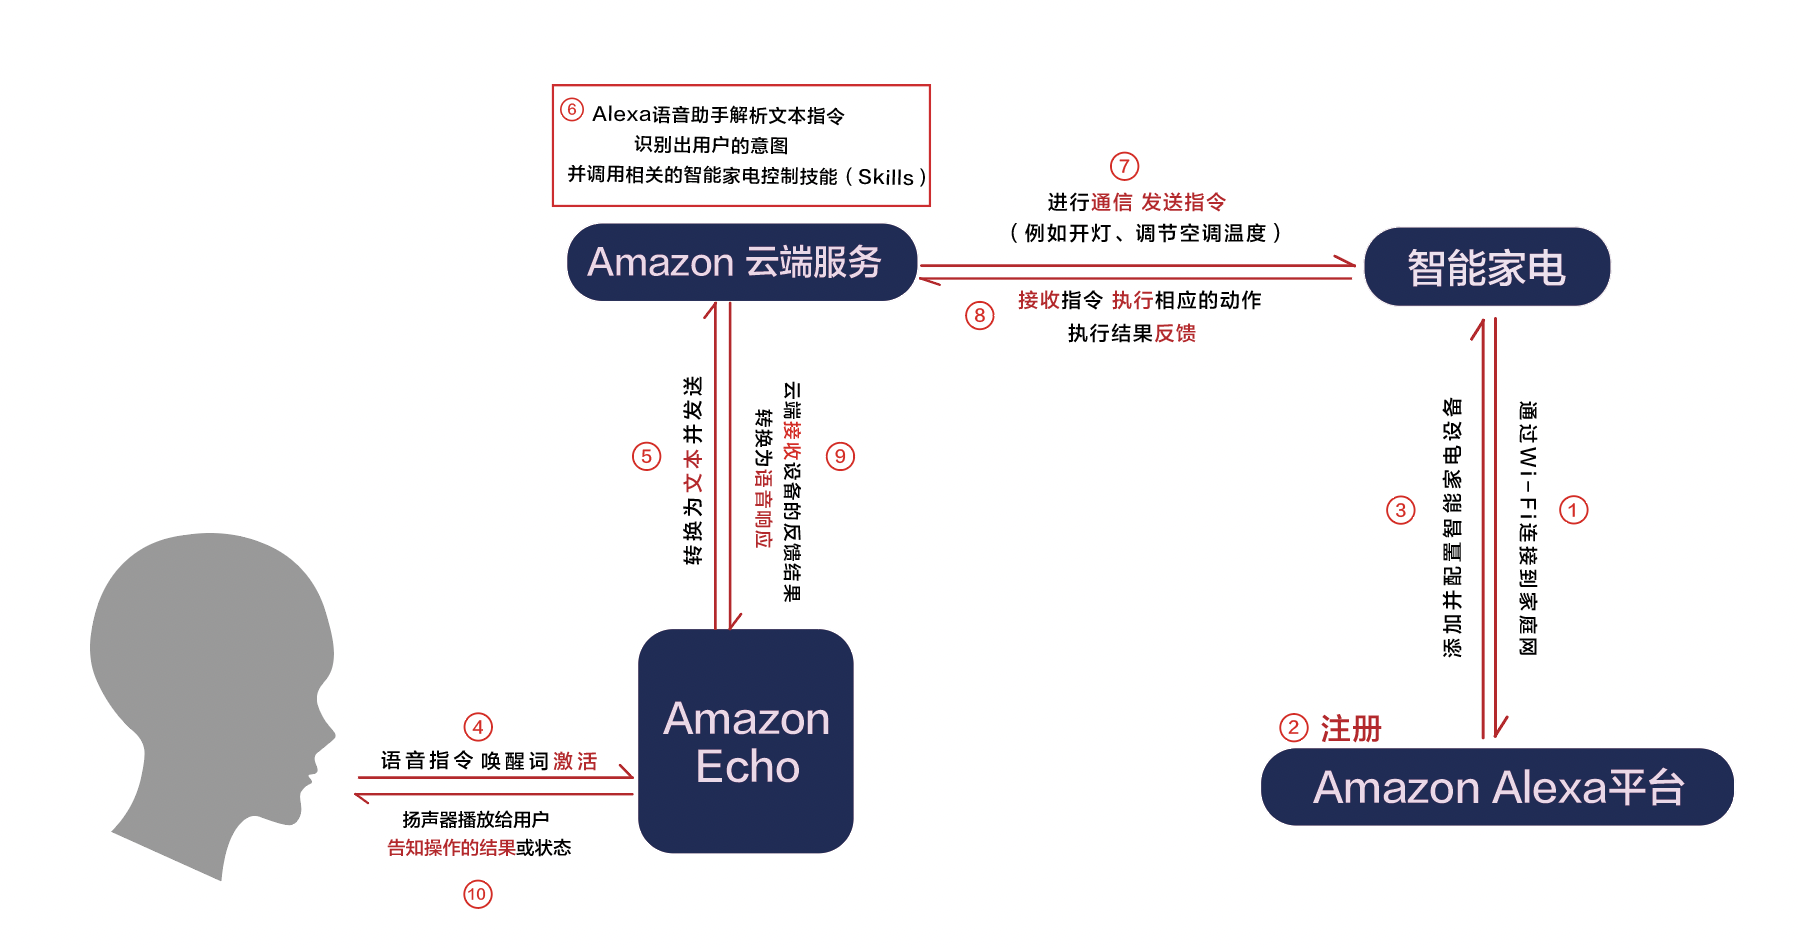 ⑥ Alexa语音助手解析文本指令
识别出用户的意图
并调用相关的智能家电控制技能（Skills）
Amazon 云端服务
⑦
进行通信 发送指令
（例如开灯、调节空调温度）
智能家电
⑧ 接收指令 执行相应的动作
执行结果反馈
⑤
转换为文本并发送
云端接收设备的反馈结果
转换为语音响应
⑨
③
添加并配置智能家电设备
通过Wi-Fi连接到家庭网
①
Amazon
Echo
④
语音指令 唤醒词激活
扬声器播放给用户
告知操作的结果或状态
⑩
② 注册
Amazon Alexa平台